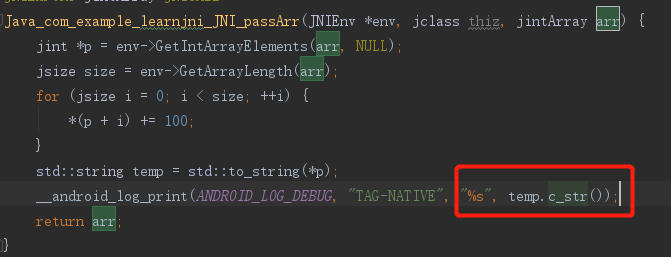 Java_com_example_learnjni_JNI_passArr(JNIEnv *env, jclass thiz, jintArray arr) {
jint *p = env->GetIntArrayElements(arr, NULL);
jsize size = env->GetArrayLength(arr);
for (jsize i = 0; i < size; ++i) {
*(p + i) += 100;
}
std::string temp = std::to_string(*p);
__android_log_print(ANDROID_LOG_DEBUG, "TAG-NATIVE", "%s", temp.c_str());
return arr;
}